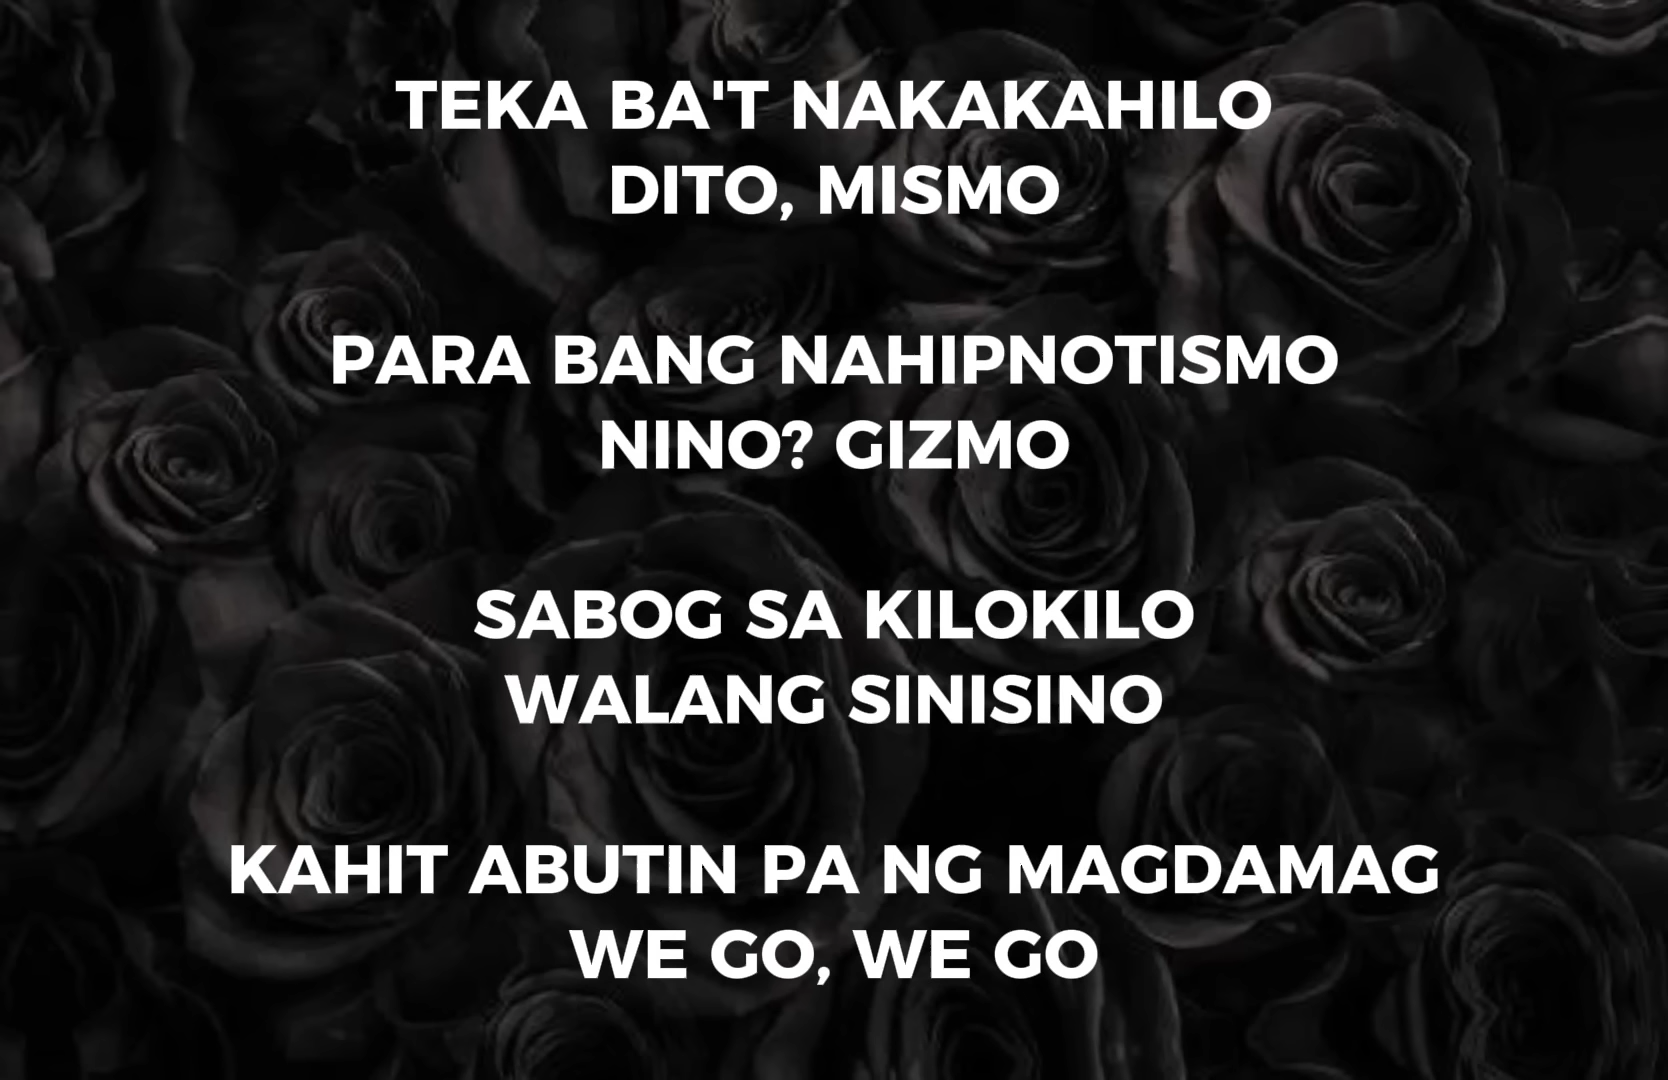 TEKA BA'T NAKAKAHILO
DITO, MISMO
PARA BANG NAHIPNOTISMO
NINO? GIZMO
SABOG SA KILOKILO
WALANG SINISINO
KAHIT ABUTIN PA NG MAGDAMAG
WE GO, WE GO